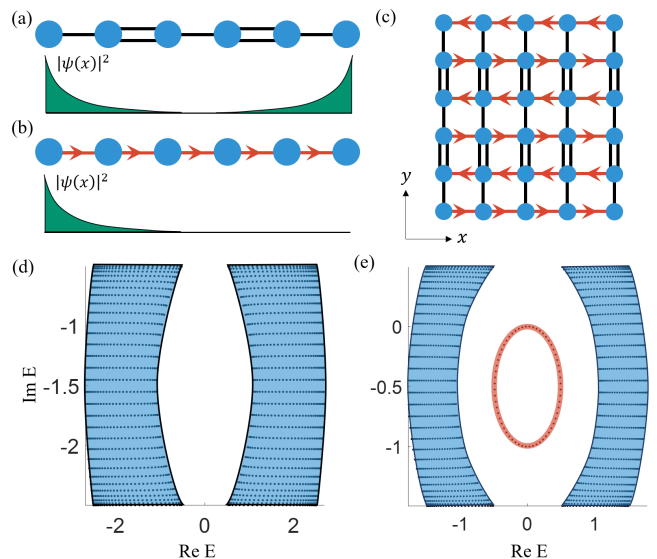 (a)
|ψ(x)|²
(b)
|ψ(x)|²
(c)
y
x
(d)
-1
-1.5
-2
Im E
-2
0
2
Re E
(e)
0
-0.5
-1
-1
0
1
Re E